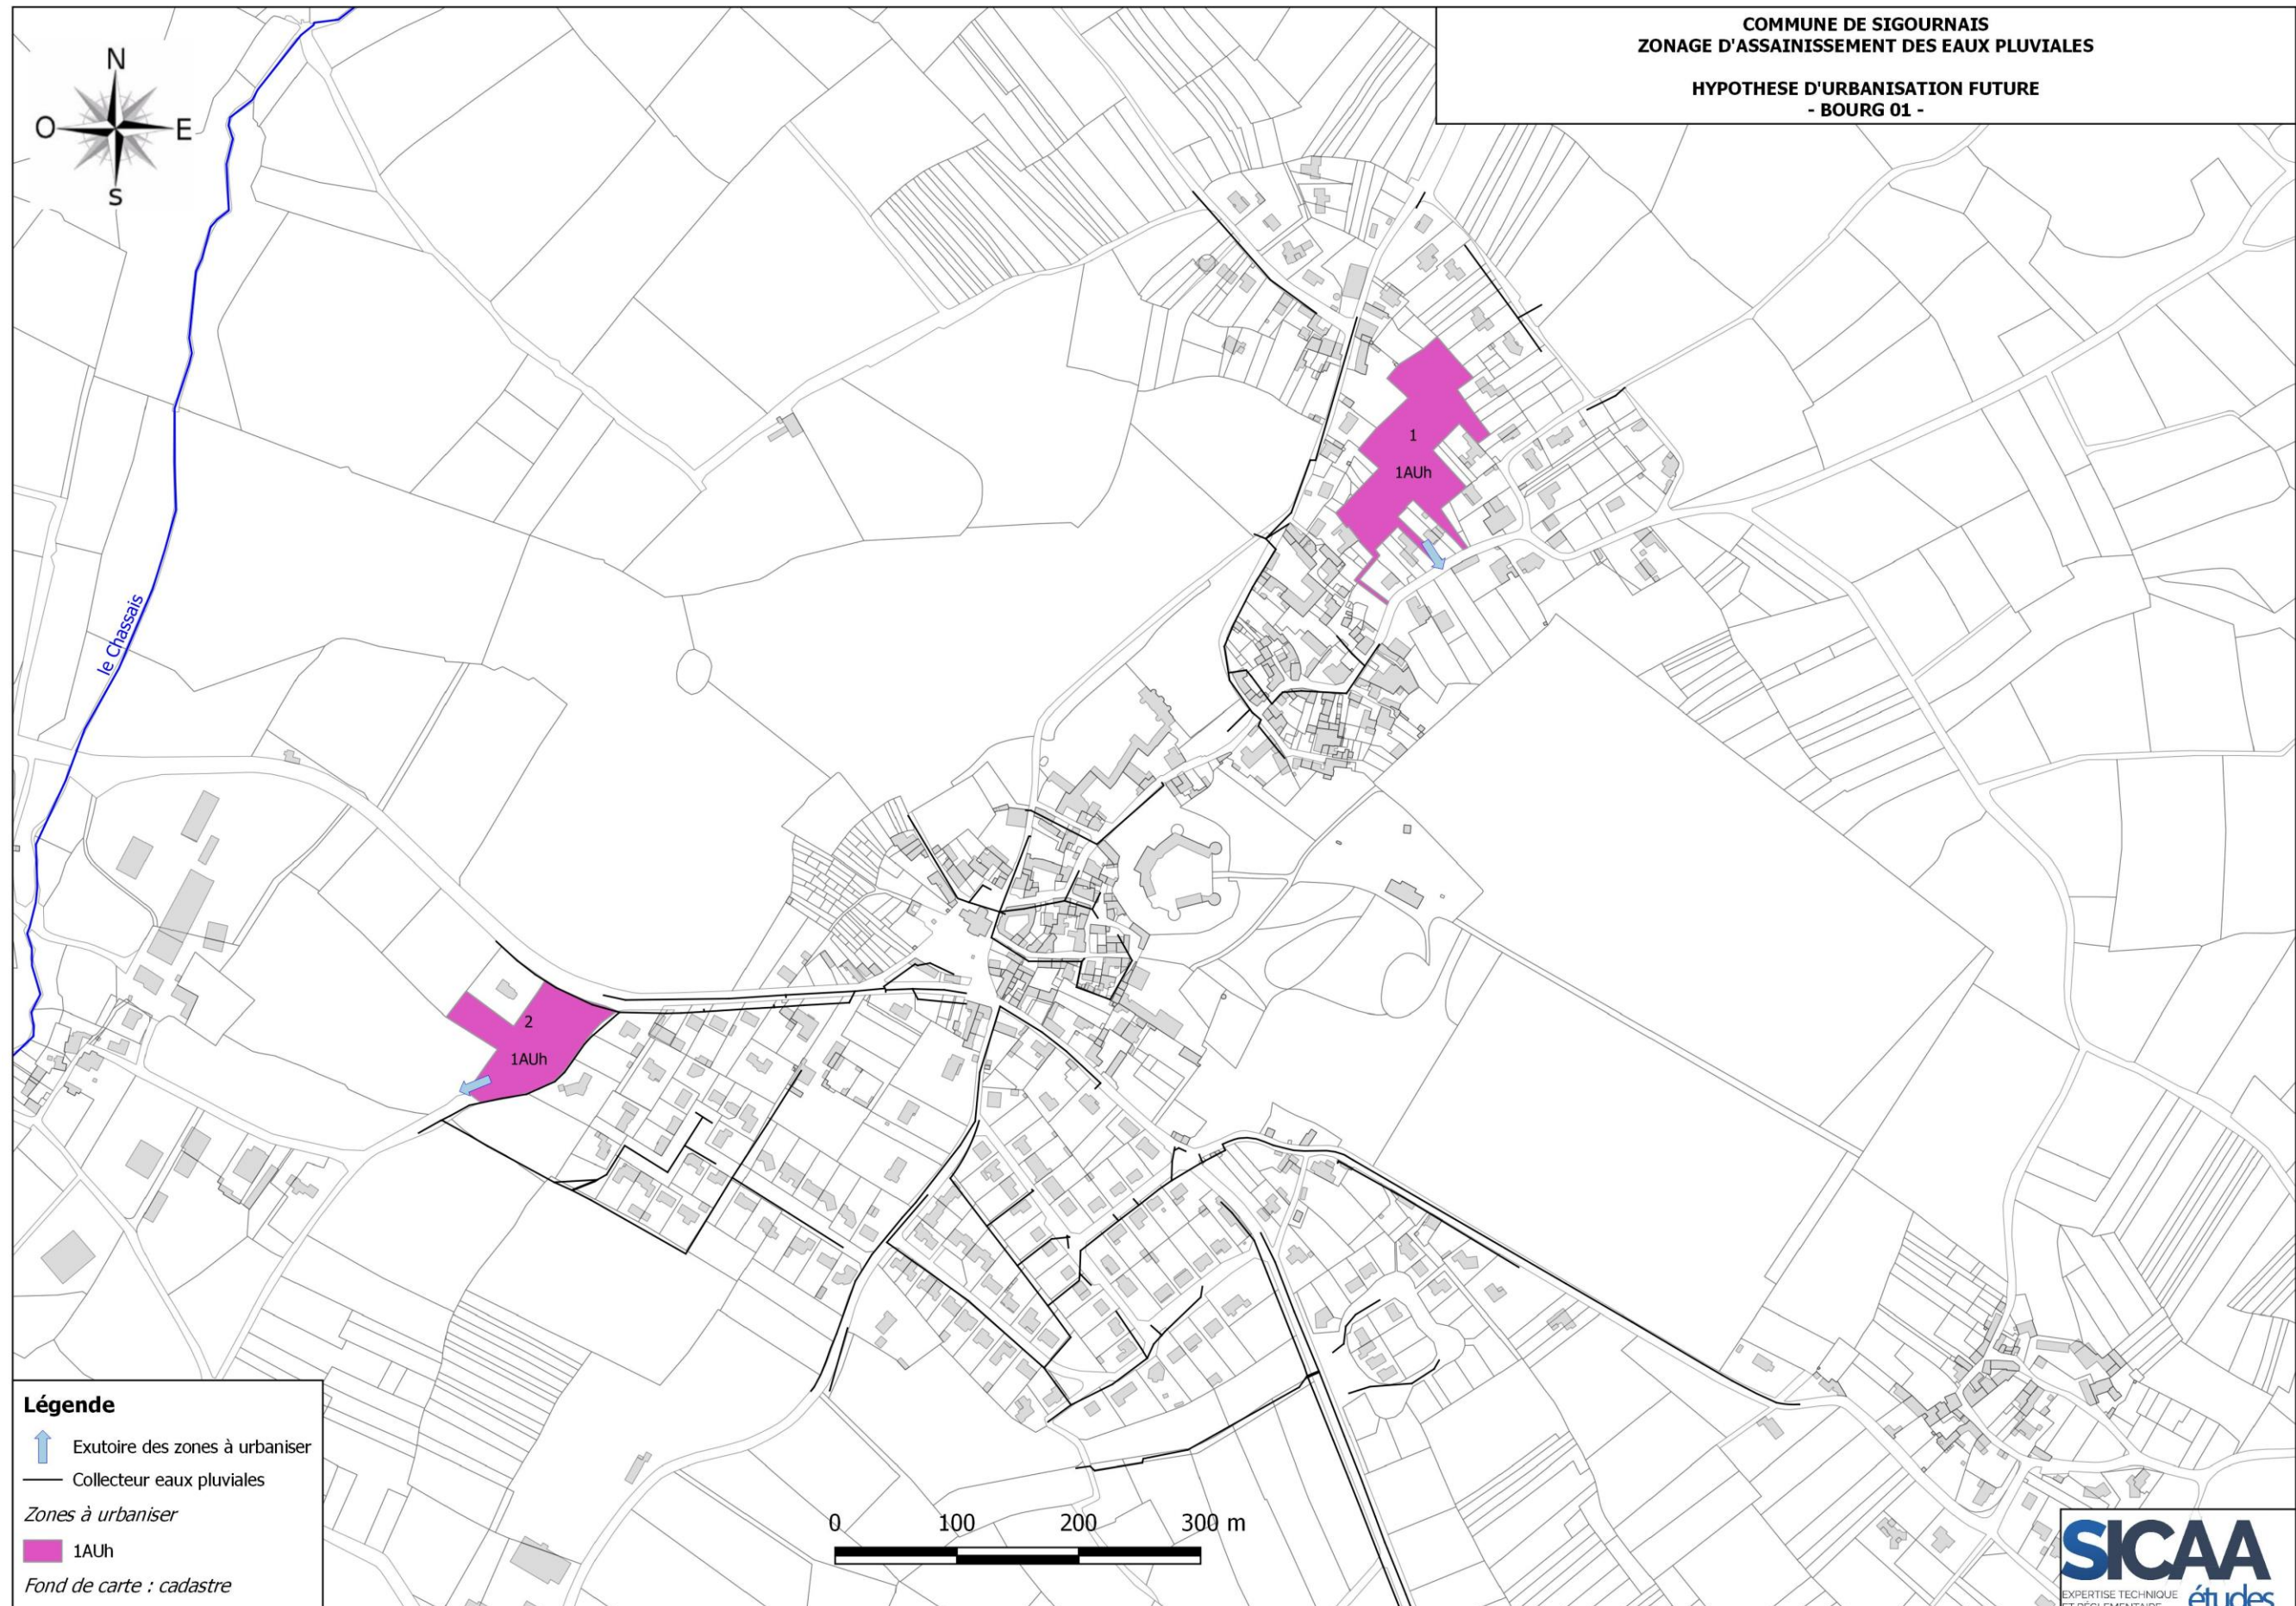 COMMUNE DE SIGOURNAIS
ZONAGE D'ASSAINISSEMENT DES EAUX PLUVIALES
HYPOTHESE D'URBANISATION FUTURE
- BOURG 01 -
N
O
E
S
1
1AUh
le Chassais
2
1AUh
Légende
Exutoire des zones à urbaniser
Collecteur eaux pluviales
Zones à urbaniser
1AUh
Fond de carte : cadastre
0 100 200 300 m
SICAA
EXPERTISE TECHNIQUE
ET RÉGLEMENTAIRE
études